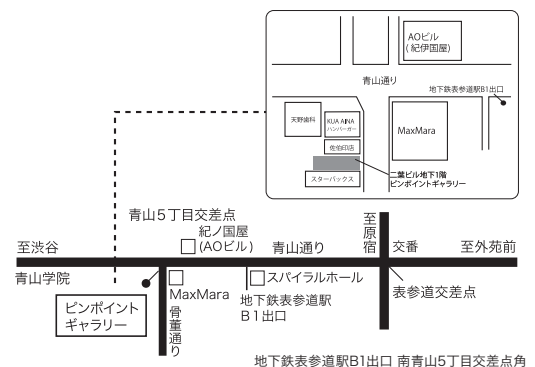 AOビル
(紀伊国屋)
青山通り
地下鉄表参道駅B1出口
天野歯科
KUA AINA
ハンバーガー
MaxMara
佐伯印店
二葉ビル地下1階
ピンポイントギャラリー
スターバックス
青山5丁目交差点
紀ノ国屋
(AOビル)
青山通り
至原宿
交番
至外苑前
至渋谷
青山学院
MaxMara
スパイラルホール
表参道交差点
ピンポイント
ギャラリー
骨董通り
地下鉄表参道駅
B1出口
地下鉄表参道駅B1出口 南青山5丁目交差点角